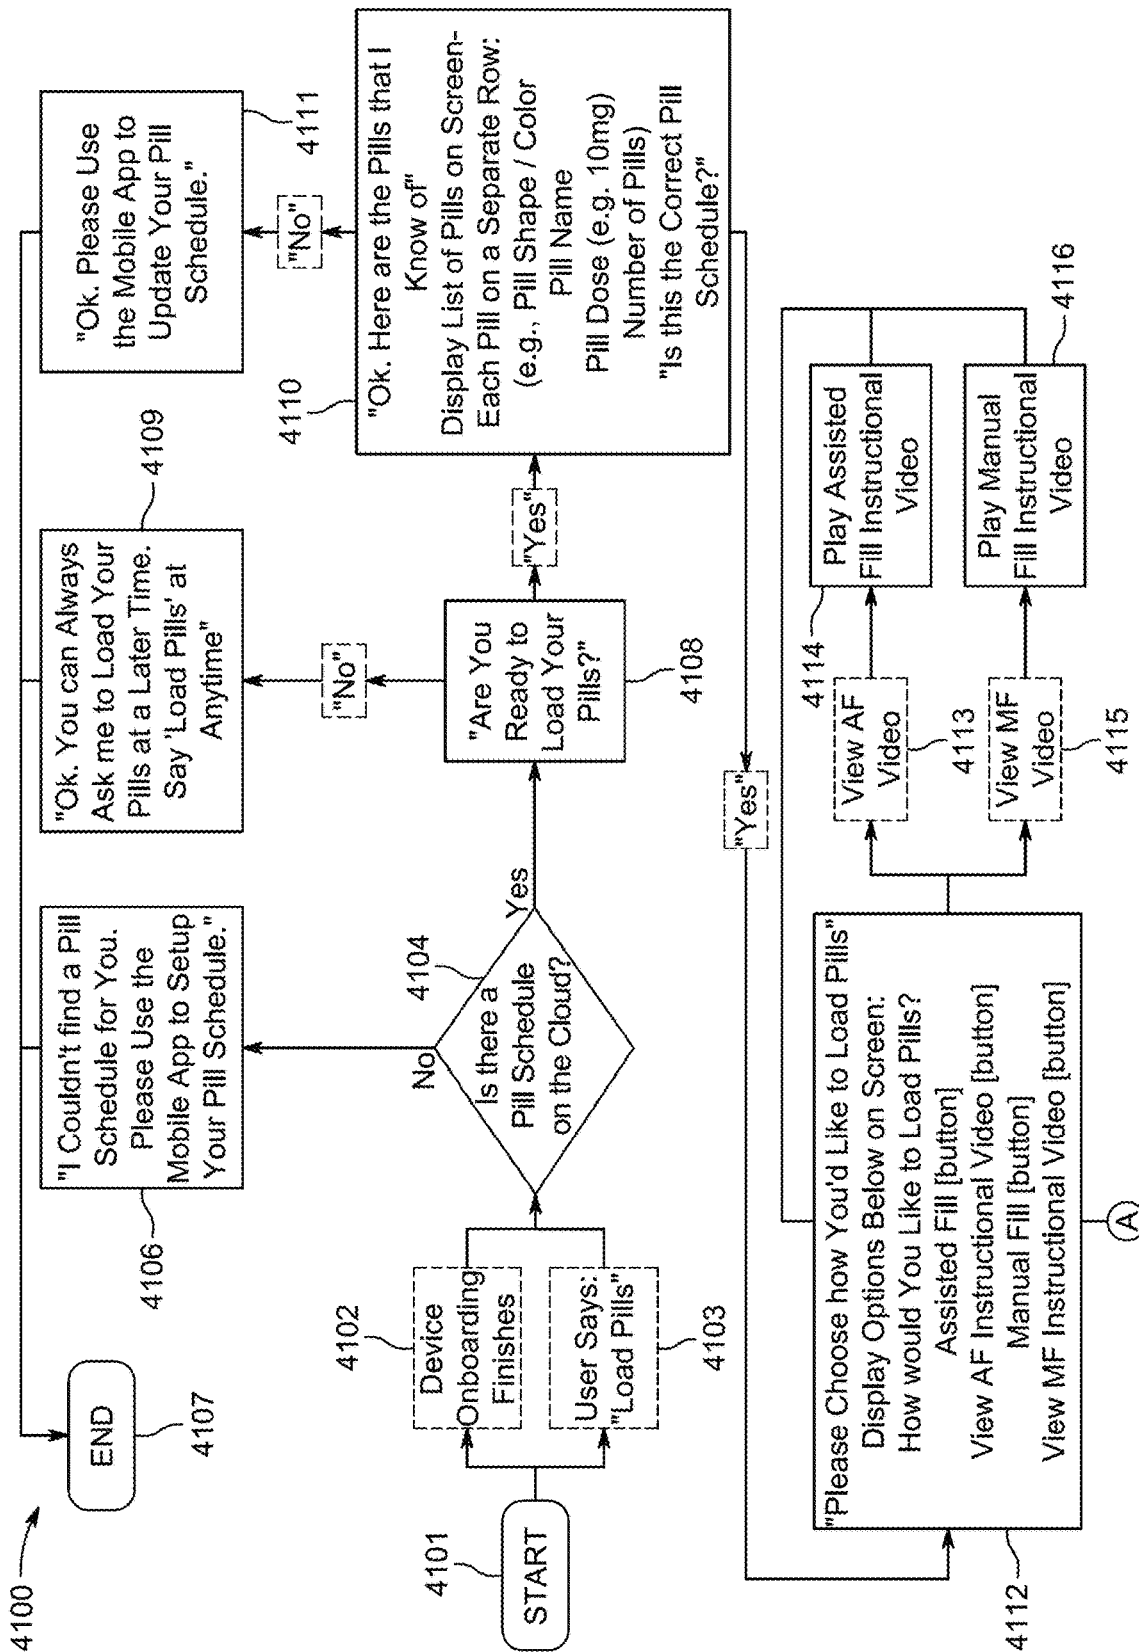 4100
END
4107
"I Couldn't find a Pill
Schedule for You.
Please Use the
Mobile App to Setup
Your Pill Schedule."
4106
"Ok. You can Always
Ask me to Load Your
Pills at a Later Time.
Say 'Load Pills' at
Anytime"
4109
"Ok. Please Use
the Mobile App to
Update Your Pill
Schedule."
4111
4101
START
4102
Device
Onboarding
Finishes
User Says:
"Load Pills"
4103
4104
Is there a
Pill Schedule
on the Cloud?
No
Yes
"No"
"Are You
Ready to
Load Your
Pills?"
4108
"Yes"
"No"
4110
"Ok. Here are the Pills that I
Know of"
Display List of Pills on Screen-
Each Pill on a Separate Row:
(e.g., Pill Shape / Color
Pill Name
Pill Dose (e.g. 10mg)
Number of Pills)
"Is this the Correct Pill
Schedule?"
"Yes"
"Please Choose how You'd Like to Load Pills"
Display Options Below on Screen:
How would You Like to Load Pills?
Assisted Fill [button]
View AF Instructional Video [button]
Manual Fill [button]
View MF Instructional Video [button]
4112
A
View AF
Video
4113
4114
Play Assisted
Fill Instructional
Video
View MF
Video
4115
Play Manual
Fill Instructional
Video
4116